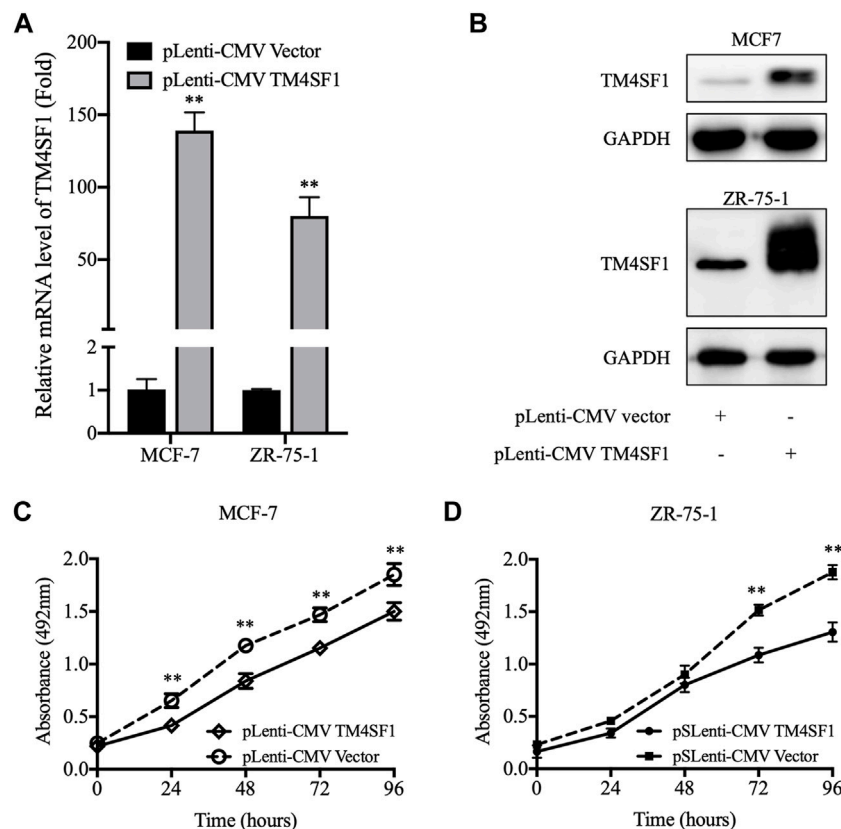 A
Relative mRNA level of TM4SF1 (Fold)
200
150
100
50
2
1
0
pLenti-CMV Vector
pLenti-CMV TM4SF1
**
**
MCF-7
ZR-75-1
B
MCF7
TM4SF1
GAPDH
ZR-75-1
TM4SF1
GAPDH
pLenti-CMV vector + -
pLenti-CMV TM4SF1 - +
C
MCF-7
Absorbance (492nm)
2.0
1.5
1.0
0.5
0.0
** ** ** **
pLenti-CMV TM4SF1
pLenti-CMV Vector
0 24 48 72 96
Time (hours)
D
ZR-75-1
Absorbance (492nm)
2.0
1.5
1.0
0.5
0.0
** **
pSLenti-CMV TM4SF1
pSLenti-CMV Vector
0 24 48 72 96
Time (hours)